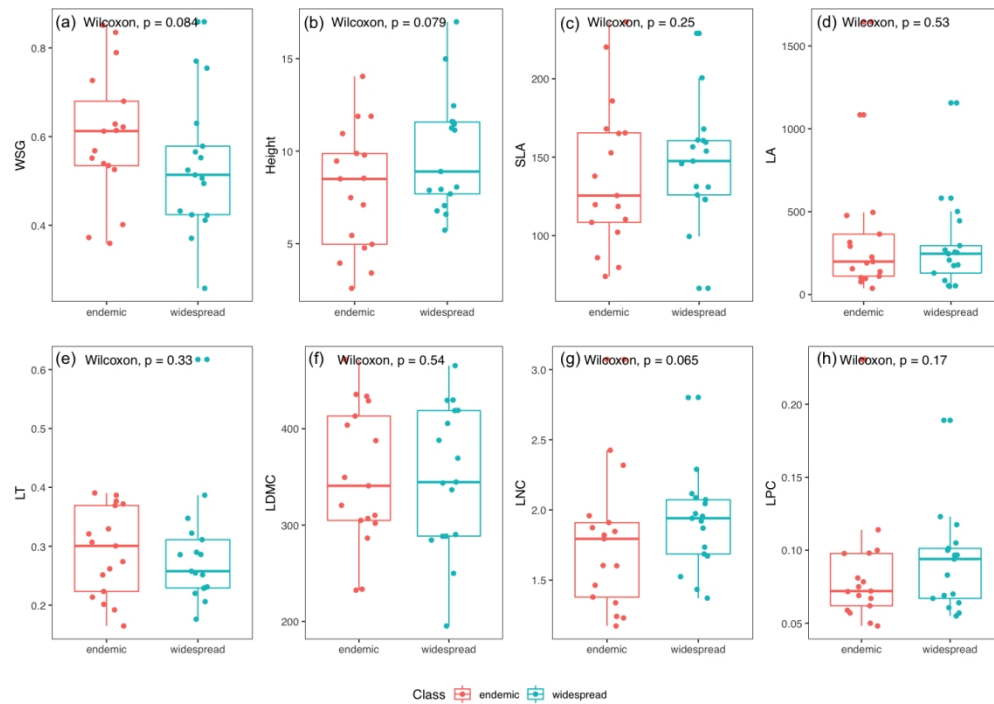 (a) Wilcoxon, p = 0.084
(b) Wilcoxon, p = 0.079
(c) Wilcoxon, p = 0.25
(d) Wilcoxon, p = 0.53
WSG
0.8
0.6
0.4
Height
15
10
5
SLA
200
150
100
LA
1500
1000
500
0
endemic widespread
endemic widespread
endemic widespread
endemic widespread
(e) Wilcoxon, p = 0.33
(f) Wilcoxon, p = 0.54
(g) Wilcoxon, p = 0.065
(h) Wilcoxon, p = 0.17
LT
0.6
0.5
0.4
0.3
0.2
LDMC
400
300
200
LNC
3.0
2.5
2.0
1.5
LPC
0.20
0.15
0.10
0.05
endemic widespread
endemic widespread
endemic widespread
endemic widespread
Class endemic widespread